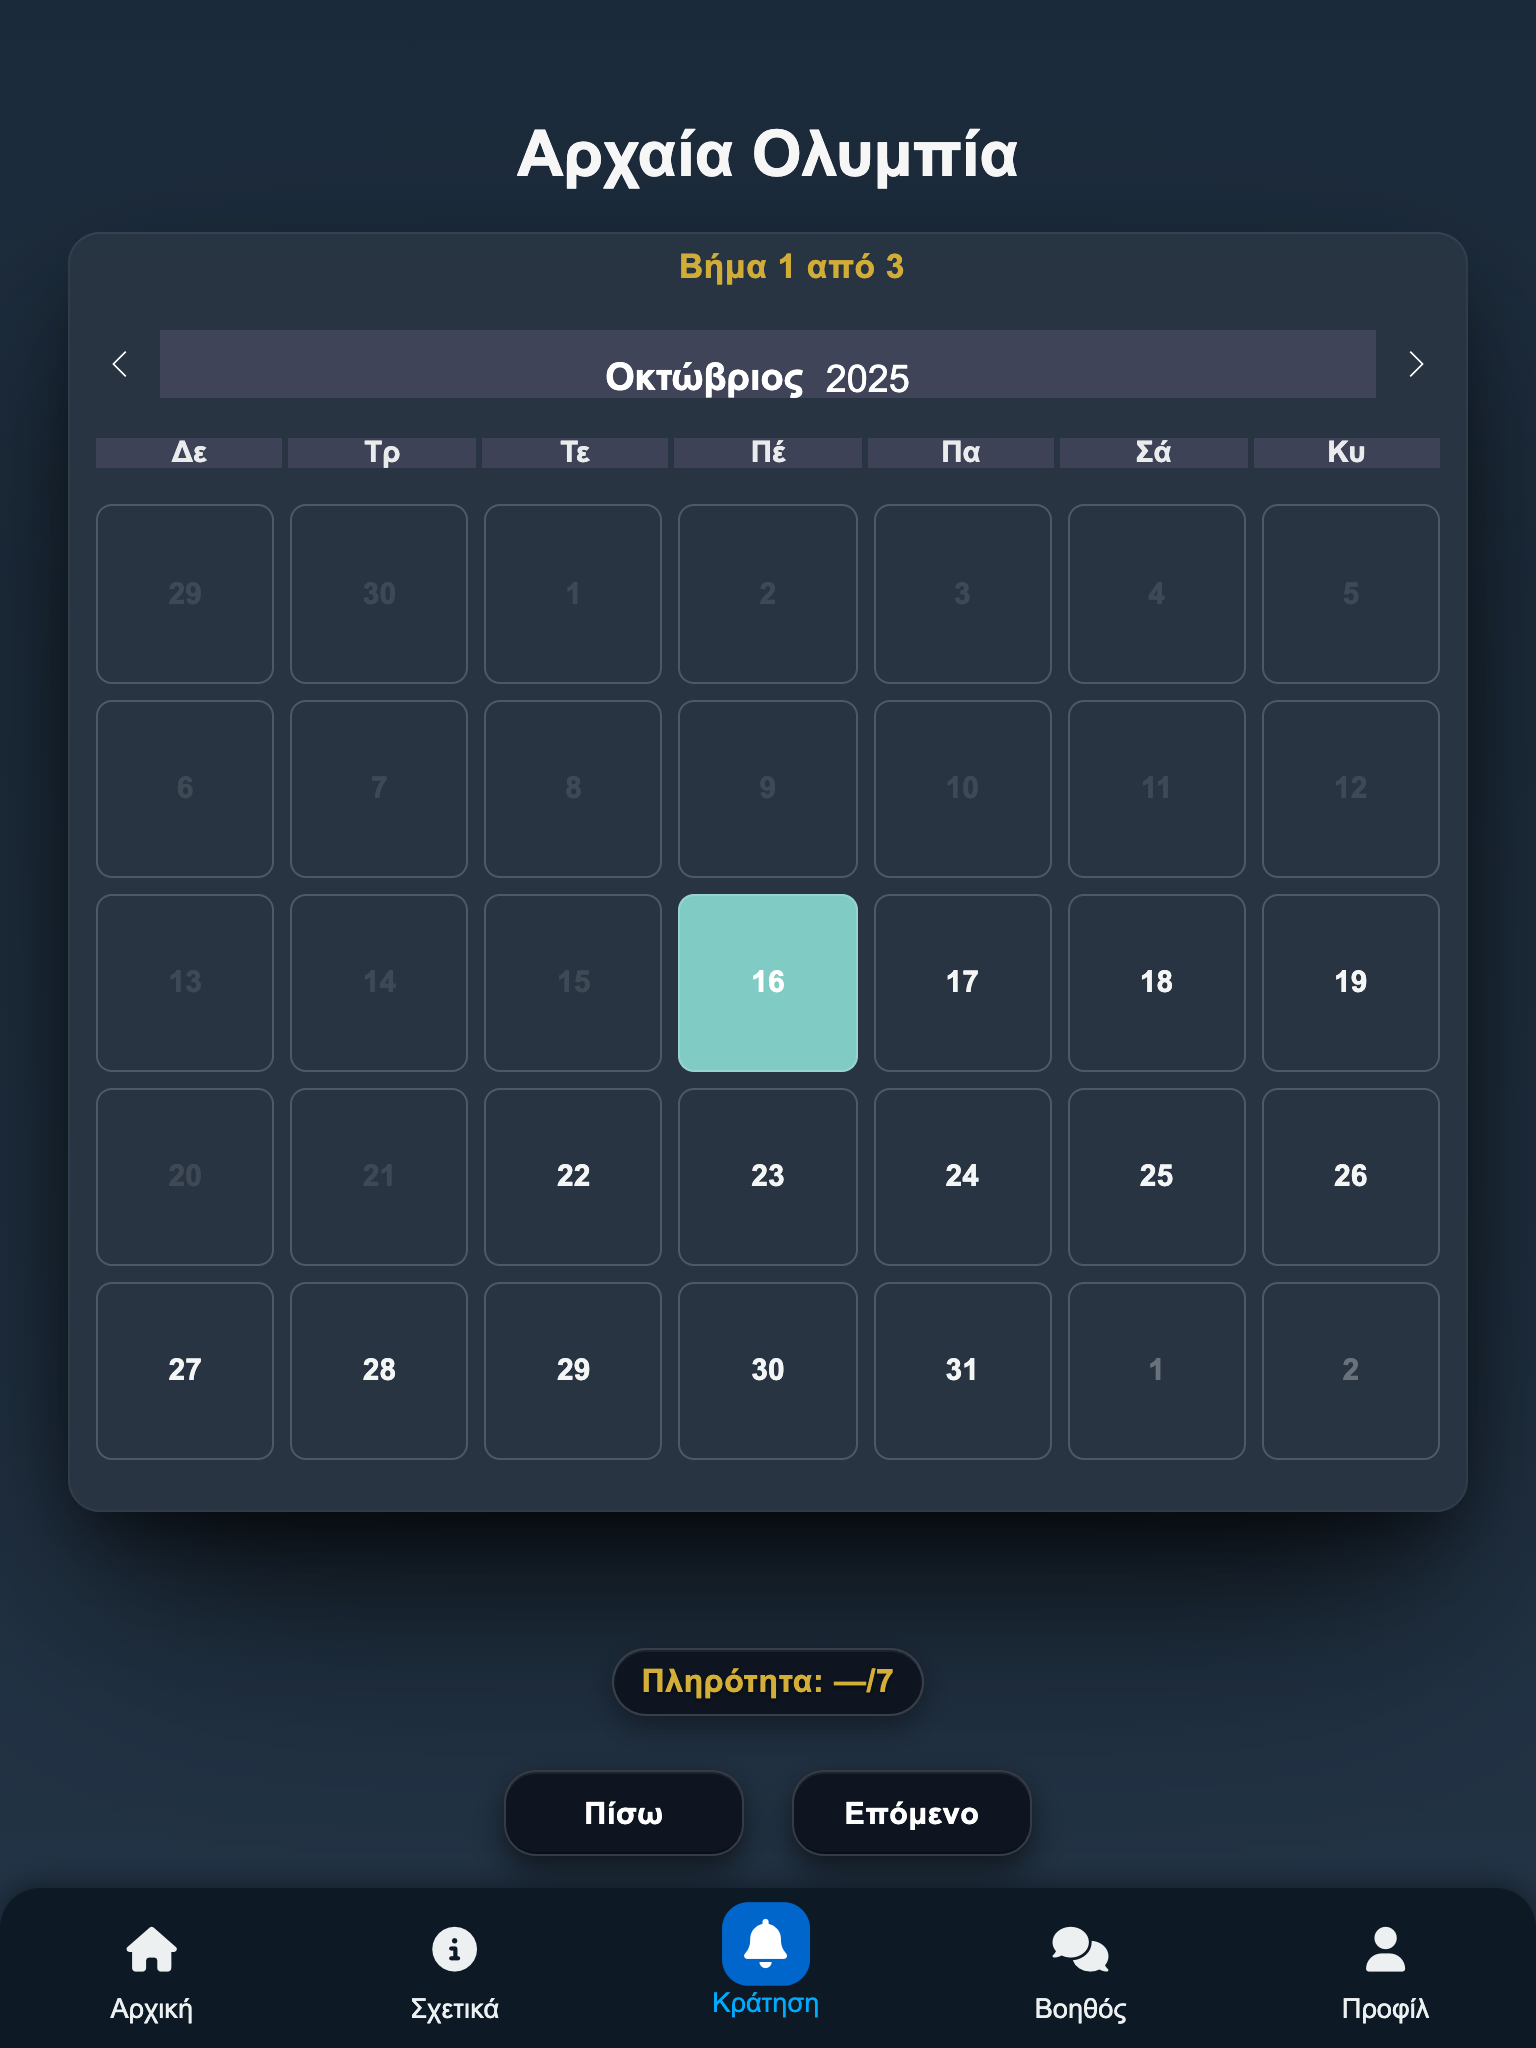 Αρχαία Ολυμπία
Βήμα 1 από 3
Οκτώβριος 2025
Δε Τρ Τε Πέ Πα Σά Κυ
29 30 1 2 3 4 5
6 7 8 9 10 11 12
13 14 15 16 17 18 19
20 21 22 23 24 25 26
27 28 29 30 31 1 2
Πληρότητα: —/7
Πίσω Επόμενο
Αρχική Σχετικά Κράτηση Βοηθός Προφίλ